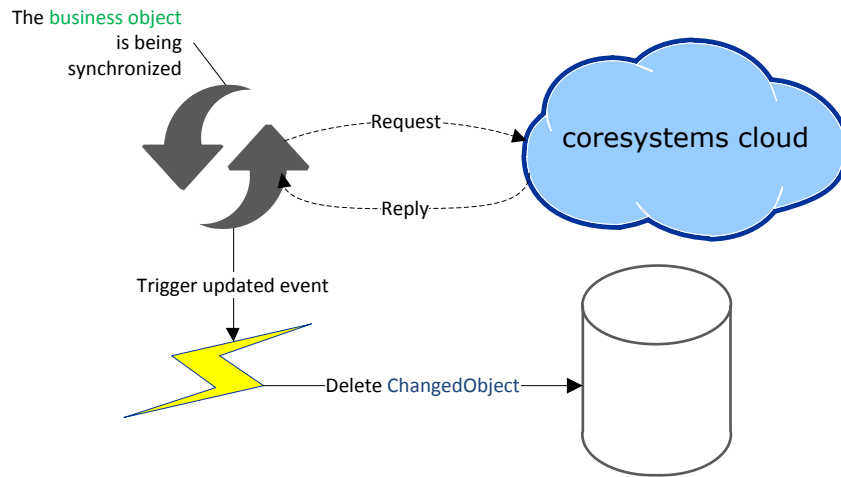 The business object
is being
synchronized
Request
coresystems cloud
Reply
Trigger updated event
Delete ChangedObject